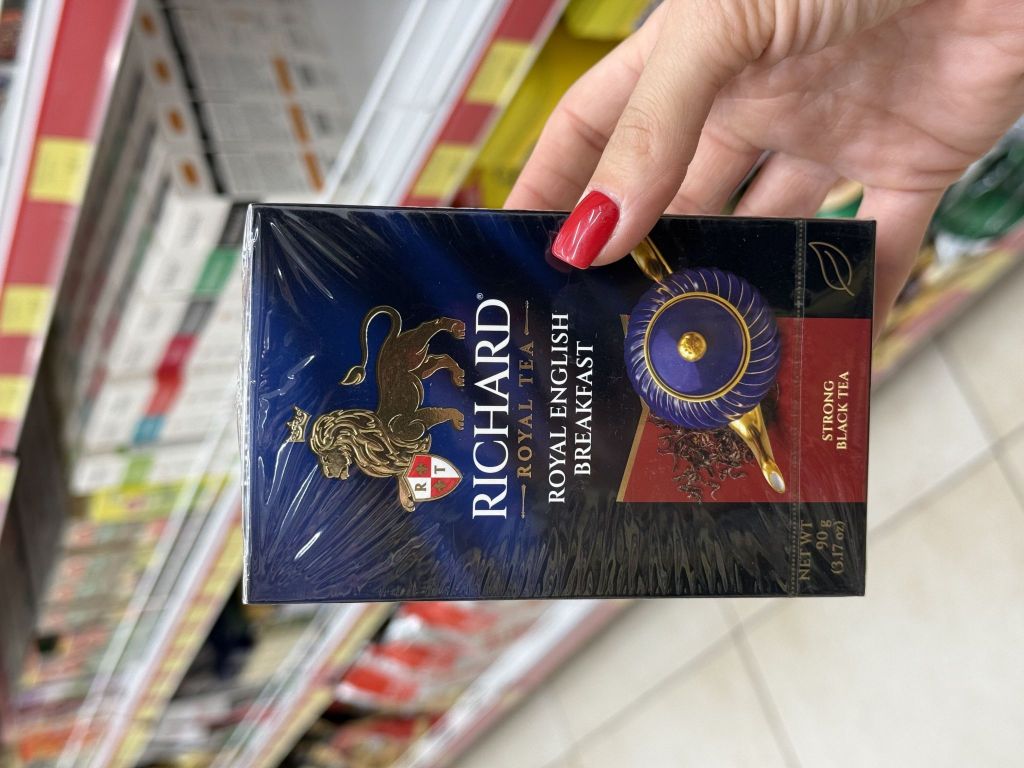 R T
RICHARD®
ROYAL TEA
ROYAL ENGLISH
BREAKFAST
STRONG
BLACK TEA
NET WT
90 g
(3.17 oz)